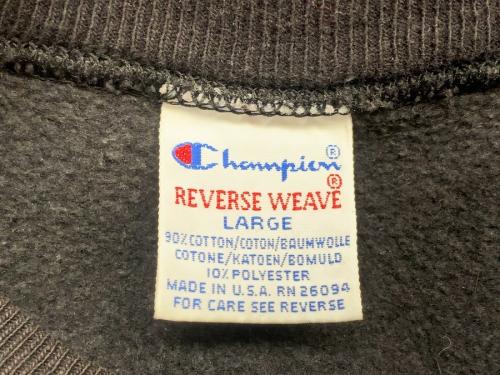 Champion®
REVERSE WEAVE®
LARGE
90% COTTON/COTON/BAUMWOLLE
COTONE/KATOEN/BOMULD
10% POLYESTER
MADE IN U.S.A. RN 26094
FOR CARE SEE REVERSE